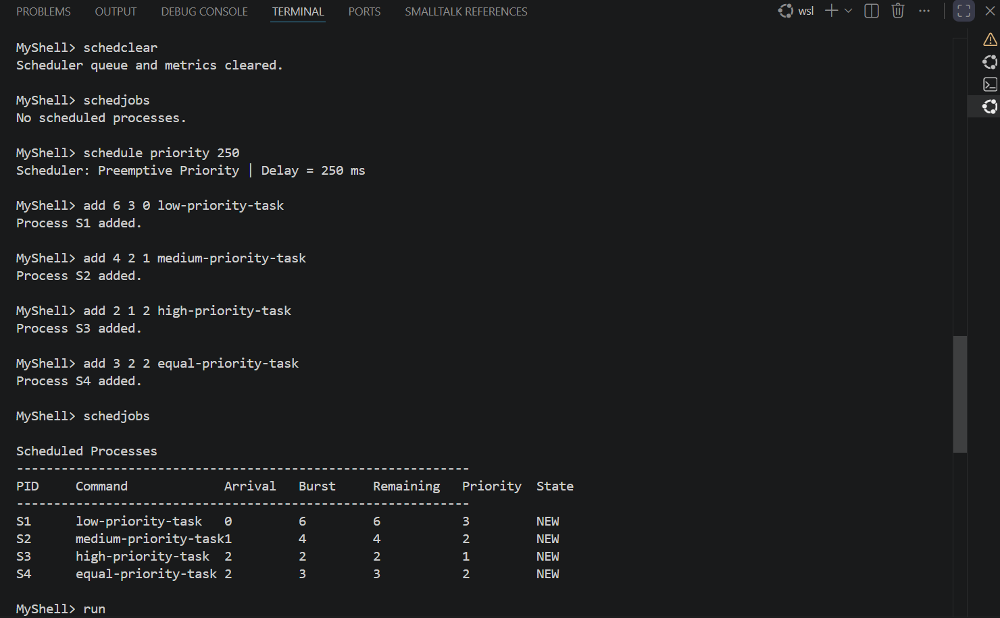 PROBLEMS OUTPUT DEBUG CONSOLE TERMINAL PORTS SMALLTALK REFERENCES wsl
MyShell> schedclear
Scheduler queue and metrics cleared.
MyShell> schedjobs
No scheduled processes.
MyShell> schedule priority 250
Scheduler: Preemptive Priority | Delay = 250 ms
MyShell> add 6 3 0 low-priority-task
Process S1 added.
MyShell> add 4 2 1 medium-priority-task
Process S2 added.
MyShell> add 2 1 2 high-priority-task
Process S3 added.
MyShell> add 3 2 2 equal-priority-task
Process S4 added.
MyShell> schedjobs
Scheduled Processes
-------------------------------------------------------------
PID Command Arrival Burst Remaining Priority State
-------------------------------------------------------------
S1 low-priority-task 0 6 6 3 NEW
S2 medium-priority-task1 4 4 2 NEW
S3 high-priority-task 2 2 2 1 NEW
S4 equal-priority-task 2 3 3 2 NEW
MyShell> run